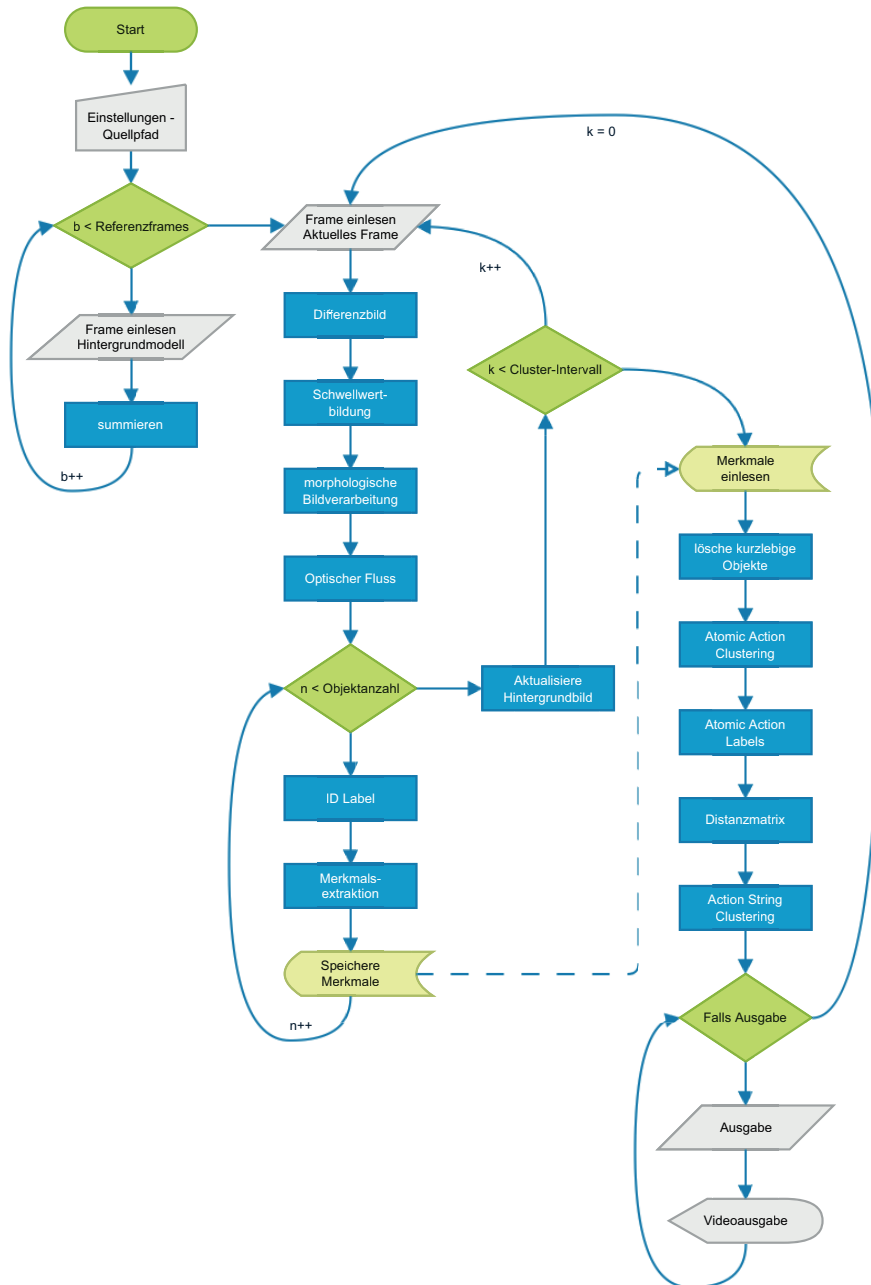 Start
Einstellungen -
Quellpfad
b < Referenzframes
Frame einlesen
Hintergrundmodell
summieren
b++
k = 0
Frame einlesen
Aktuelles Frame
k++
Differenzbild
Schwellwert-
bildung
morphologische
Bildverarbeitung
Optischer Fluss
n < Objektanzahl
Aktualisiere
Hintergrundbild
k < Cluster-Intervall
ID Label
Merkmals-
extraktion
Speichere
Merkmale
n++
Merkmale
einlesen
lösche kurzlebige
Objekte
Atomic Action
Clustering
Atomic Action
Labels
Distanzmatrix
Action String
Clustering
Falls Ausgabe
Ausgabe
Videoausgabe